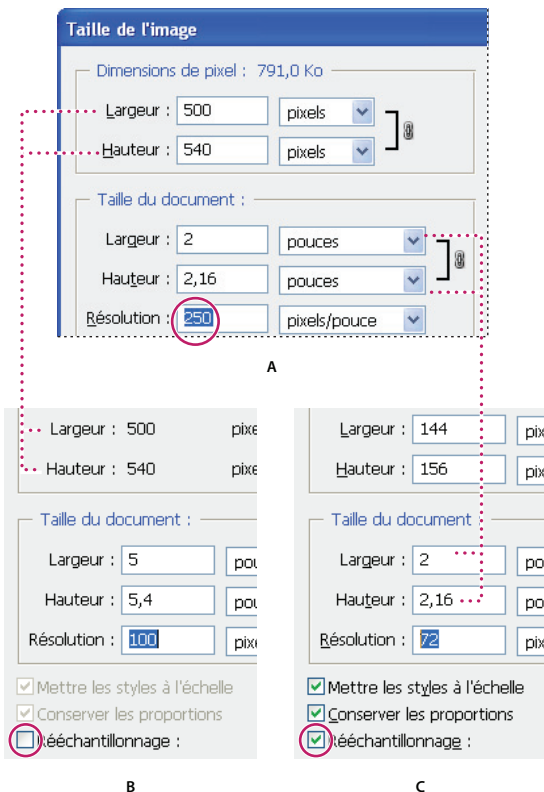 Taille de l'image
Dimensions de pixel : 791,0 Ko
Largeur : 500 pixels
Hauteur : 540 pixels
Taille du document :
Largeur : 2 pouces
Hauteur : 2,16 pouces
Résolution : 250 pixels/pouce
A
Largeur : 500
Hauteur : 540
Taille du document :
Largeur : 5
Hauteur : 5,4
Résolution : 100
Mettre les styles à l'échelle
Conserver les proportions
Rééchantillonnage :
B
Largeur : 144
Hauteur : 156
Taille du document
Largeur : 2
Hauteur : 2,16
Résolution : 72
Mettre les styles à l'échelle
Conserver les proportions
Rééchantillonnage :
C